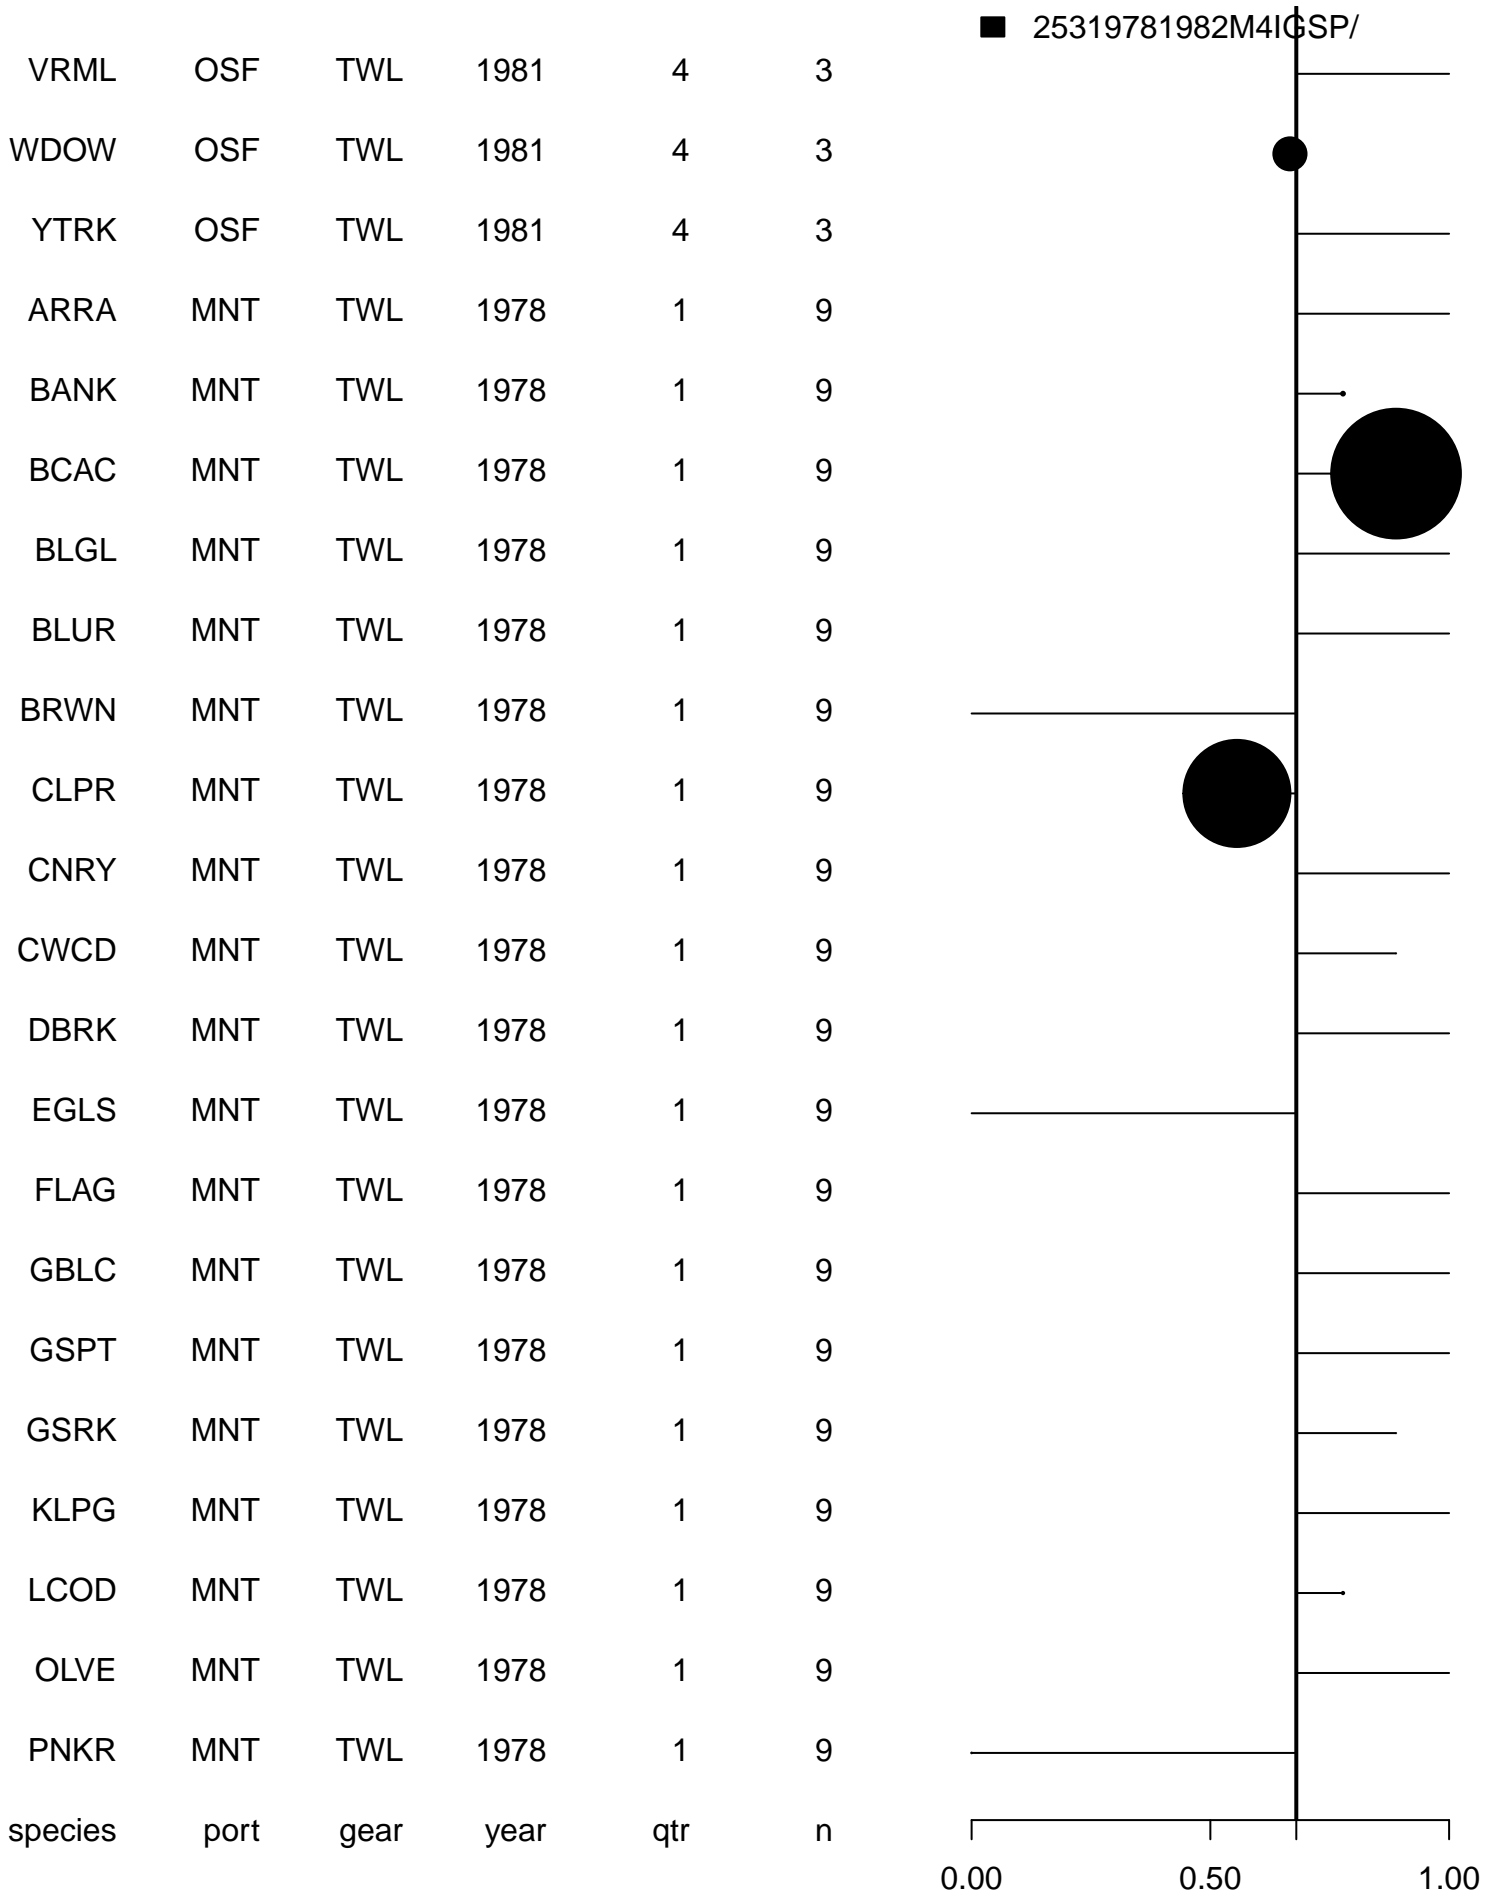 25319781982M4IGSP/
VRML OSF TWL 1981 4 3
WDOW OSF TWL 1981 4 3
YTRK OSF TWL 1981 4 3
ARRA MNT TWL 1978 1 9
BANK MNT TWL 1978 1 9
BCAC MNT TWL 1978 1 9
BLGL MNT TWL 1978 1 9
BLUR MNT TWL 1978 1 9
BRWN MNT TWL 1978 1 9
CLPR MNT TWL 1978 1 9
CNRY MNT TWL 1978 1 9
CWCD MNT TWL 1978 1 9
DBRK MNT TWL 1978 1 9
EGLS MNT TWL 1978 1 9
FLAG MNT TWL 1978 1 9
GBLC MNT TWL 1978 1 9
GSPT MNT TWL 1978 1 9
GSRK MNT TWL 1978 1 9
KLPG MNT TWL 1978 1 9
LCOD MNT TWL 1978 1 9
OLVE MNT TWL 1978 1 9
PNKR MNT TWL 1978 1 9
species port gear year qtr n
0.00 0.50 1.00